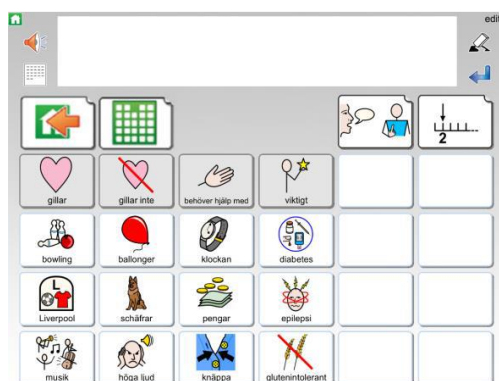 edit
2
gillar
gillar inte
behöver hjälp med
viktigt
bowling
ballonger
klockan
diabetes
L
Liverpool
schäfrar
pengar
epilepsi
musik
höga ljud
knäppa
glutenintolerant